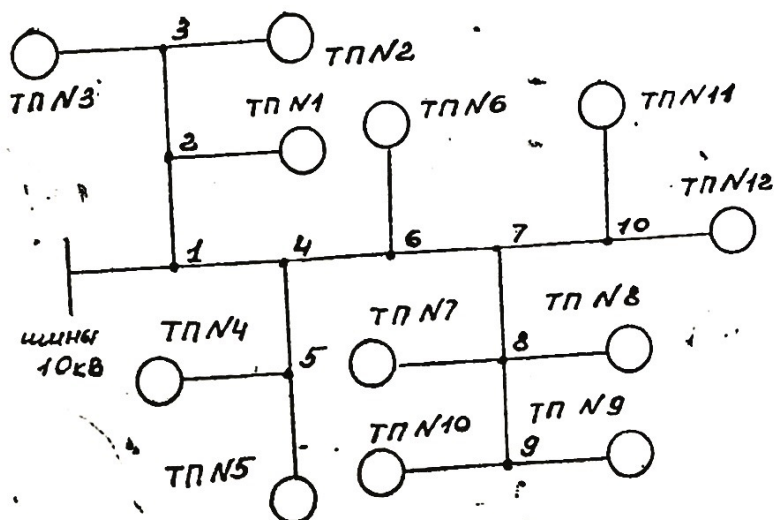 3
ТП N2
ТП N3
ТП N1
ТП N6
ТП N11
2
ТП N12
1
4
6
7
10
шины
10кВ
ТП N4
ТП N7
ТП N8
5
8
ТП N10
ТП N9
ТП N5
9